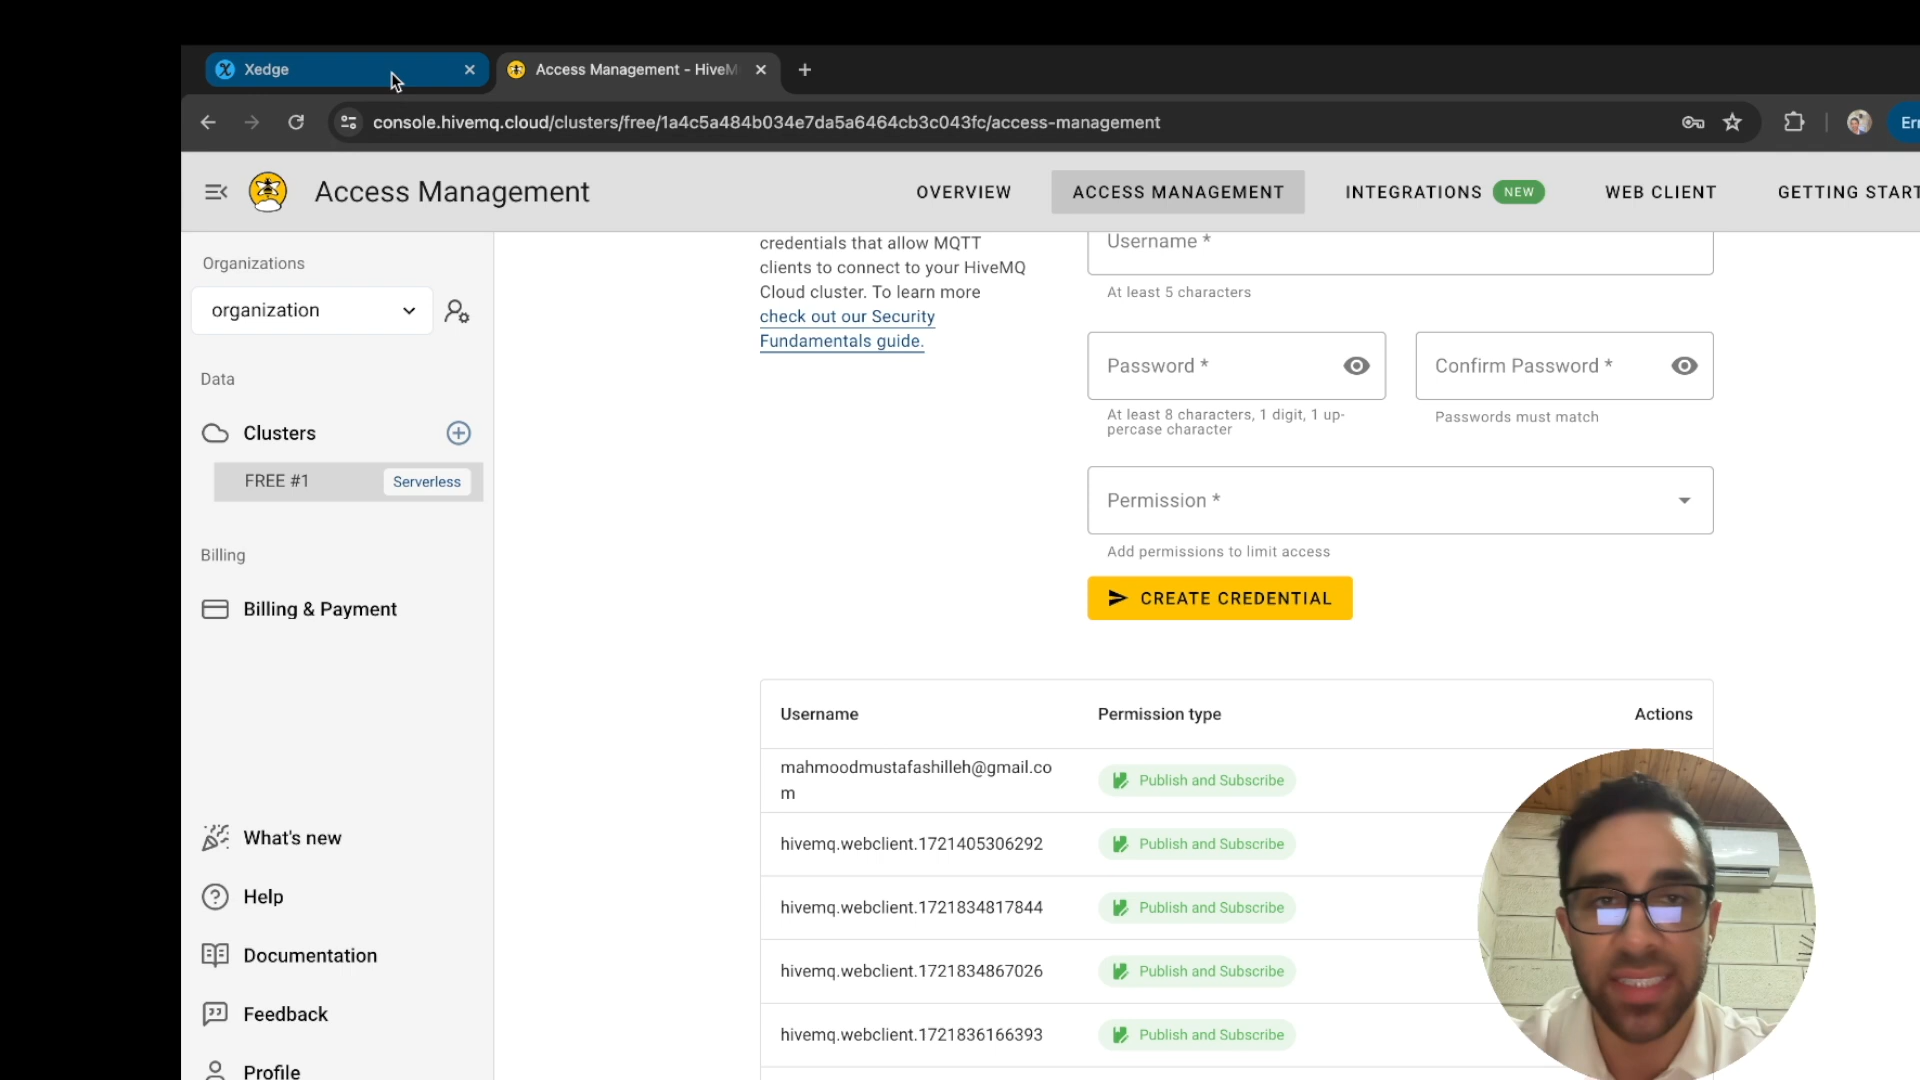 Xedge
Access Management - HiveM
console.hivemq.cloud/clusters/free/1a4c5a484b034e7da5a6464cb3c043fc/access-management
Err
Access Management
OVERVIEW
ACCESS MANAGEMENT
INTEGRATIONS NEW
WEB CLIENT
GETTING START
Organizations
organization
Data
Clusters
FREE #1
Serverless
Billing
Billing & Payment
What's new
Help
Documentation
Feedback
Profile
credentials that allow MQTT
clients to connect to your HiveMQ
Cloud cluster. To learn more
check out our Security
Fundamentals guide.
Username *
At least 5 characters
Password *
Confirm Password *
At least 8 characters, 1 digit, 1 up-
percase character
Passwords must match
Permission *
Add permissions to limit access
CREATE CREDENTIAL
Username
Permission type
Actions
mahmoodmustafashilleh@gmail.co
m
Publish and Subscribe
hivemq.webclient.1721405306292
Publish and Subscribe
hivemq.webclient.1721834817844
Publish and Subscribe
hivemq.webclient.1721834867026
Publish and Subscribe
hivemq.webclient.1721836166393
Publish and Subscribe